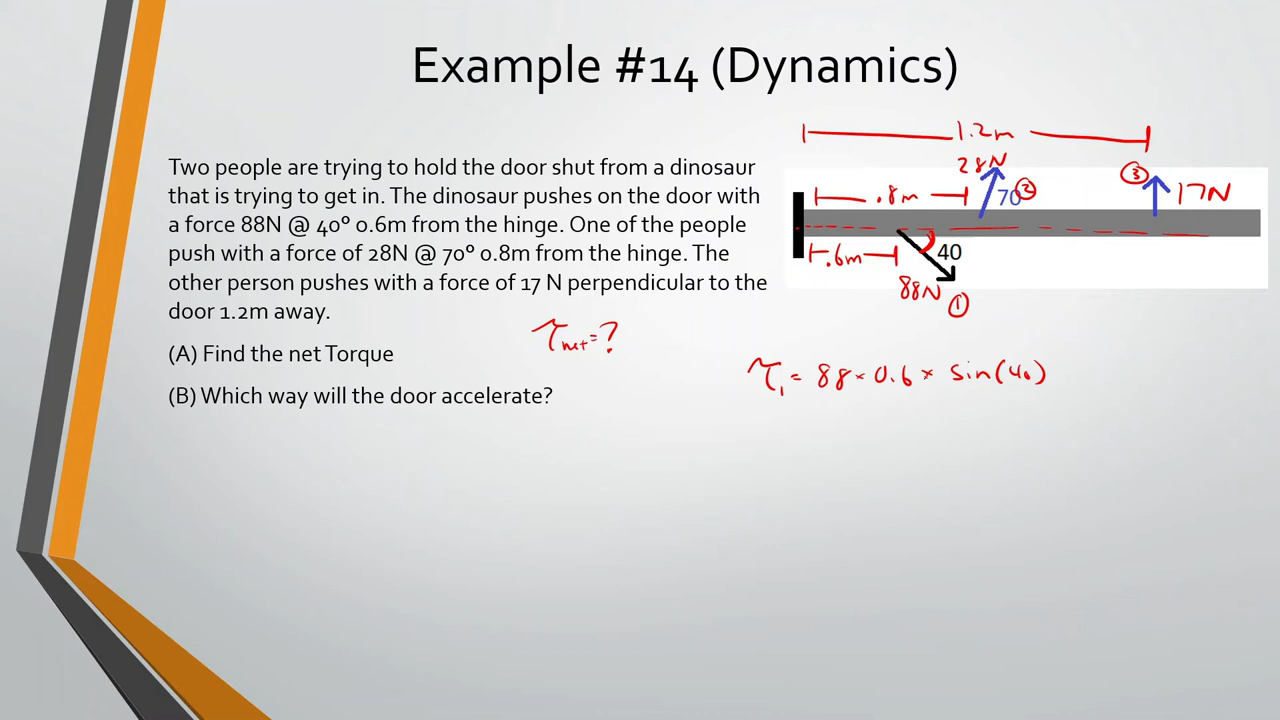 Example #14 (Dynamics)
Two people are trying to hold the door shut from a dinosaur
that is trying to get in. The dinosaur pushes on the door with
a force 88N @ 40º 0.6m from the hinge. One of the people
push with a force of 28N @ 70º 0.8m from the hinge. The
other person pushes with a force of 17 N perpendicular to the
door 1.2m away.
(A) Find the net Torque
(B) Which way will the door accelerate?
τnet = ?
1.2m
28N
③
.8m
70
②
17N
.6m
40
88N
①
τ₁ = 88 × 0.6 × sin(40)